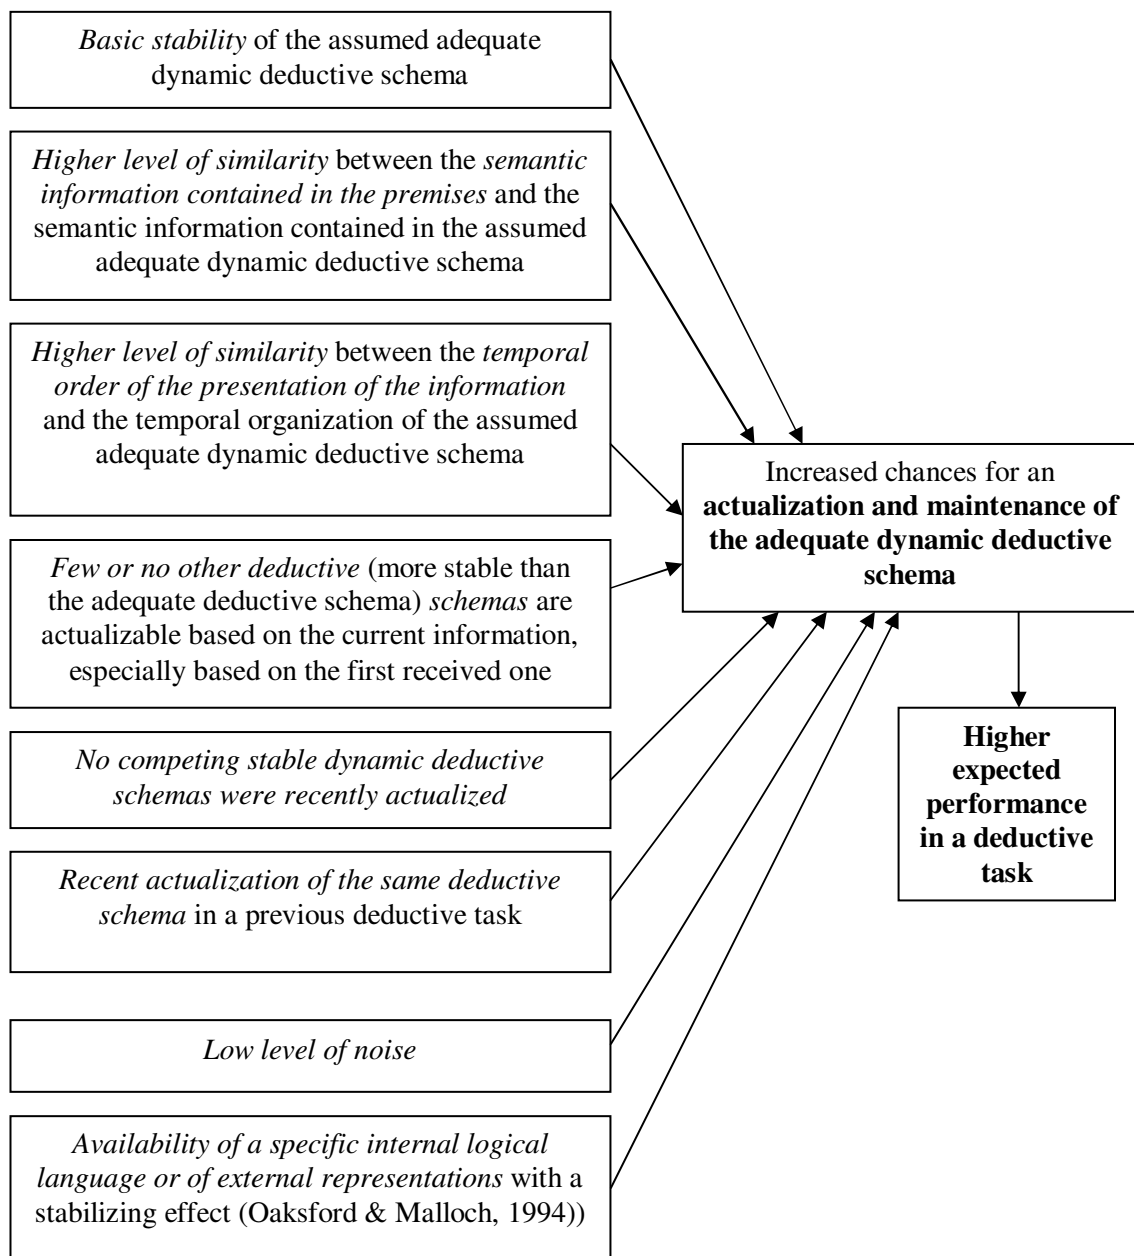 Basic stability of the assumed adequate
dynamic deductive schema
Higher level of similarity between the semantic
information contained in the premises and the
semantic information contained in the assumed
adequate dynamic deductive schema
Higher level of similarity between the temporal
order of the presentation of the information
and the temporal organization of the assumed
adequate dynamic deductive schema
Few or no other deductive (more stable than
the adequate deductive schema) schemas are
actualizable based on the current information,
especially based on the first received one
No competing stable dynamic deductive
schemas were recently actualized
Recent actualization of the same deductive
schema in a previous deductive task
Low level of noise
Availability of a specific internal logical
language or of external representations with a
stabilizing effect (Oaksford & Malloch, 1994))
Increased chances for an
actualization and maintenance of
the adequate dynamic deductive
schema
Higher
expected
performance
in a deductive
task